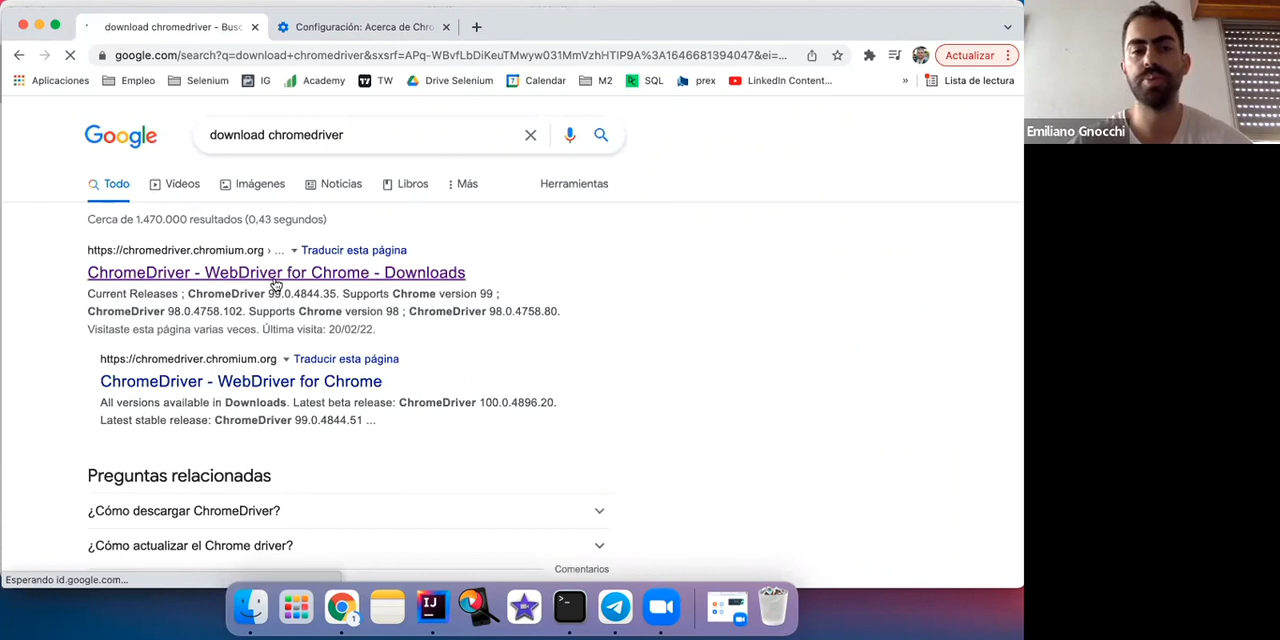 download chromedriver - Busc
Configuración: Acerca de Chro
google.com/search?q=download+chromedriver&sxsrf=APq-WBvfLbDiKeuTMwyw031MmVzhHTIP9A%3A1646681394047&ei=...
Actualizar
Aplicaciones
Empleo
Selenium
IG
Academy
TW
Drive Selenium
Calendar
M2
SQL
prex
LinkedIn Content...
»
Lista de lectura
Emiliano Gnocchi
Google
download chromedriver
Todo
Videos
Imágenes
Noticias
Libros
Más
Herramientas
Cerca de 1.470.000 resultados (0,43 segundos)
https://chromedriver.chromium.org › ... Traducir esta página
ChromeDriver - WebDriver for Chrome - Downloads
Current Releases ; ChromeDriver 99.0.4844.35. Supports Chrome version 99 ;
ChromeDriver 98.0.4758.102. Supports Chrome version 98 ; ChromeDriver 98.0.4758.80.
Visitaste esta página varias veces. Última visita: 20/02/22.
https://chromedriver.chromium.org Traducir esta página
ChromeDriver - WebDriver for Chrome
All versions available in Downloads. Latest beta release: ChromeDriver 100.0.4896.20.
Latest stable release: ChromeDriver 99.0.4844.51 ...
Preguntas relacionadas
¿Cómo descargar ChromeDriver?
¿Cómo actualizar el Chrome driver?
Comentarios
Esperando id.google.com...
IJ